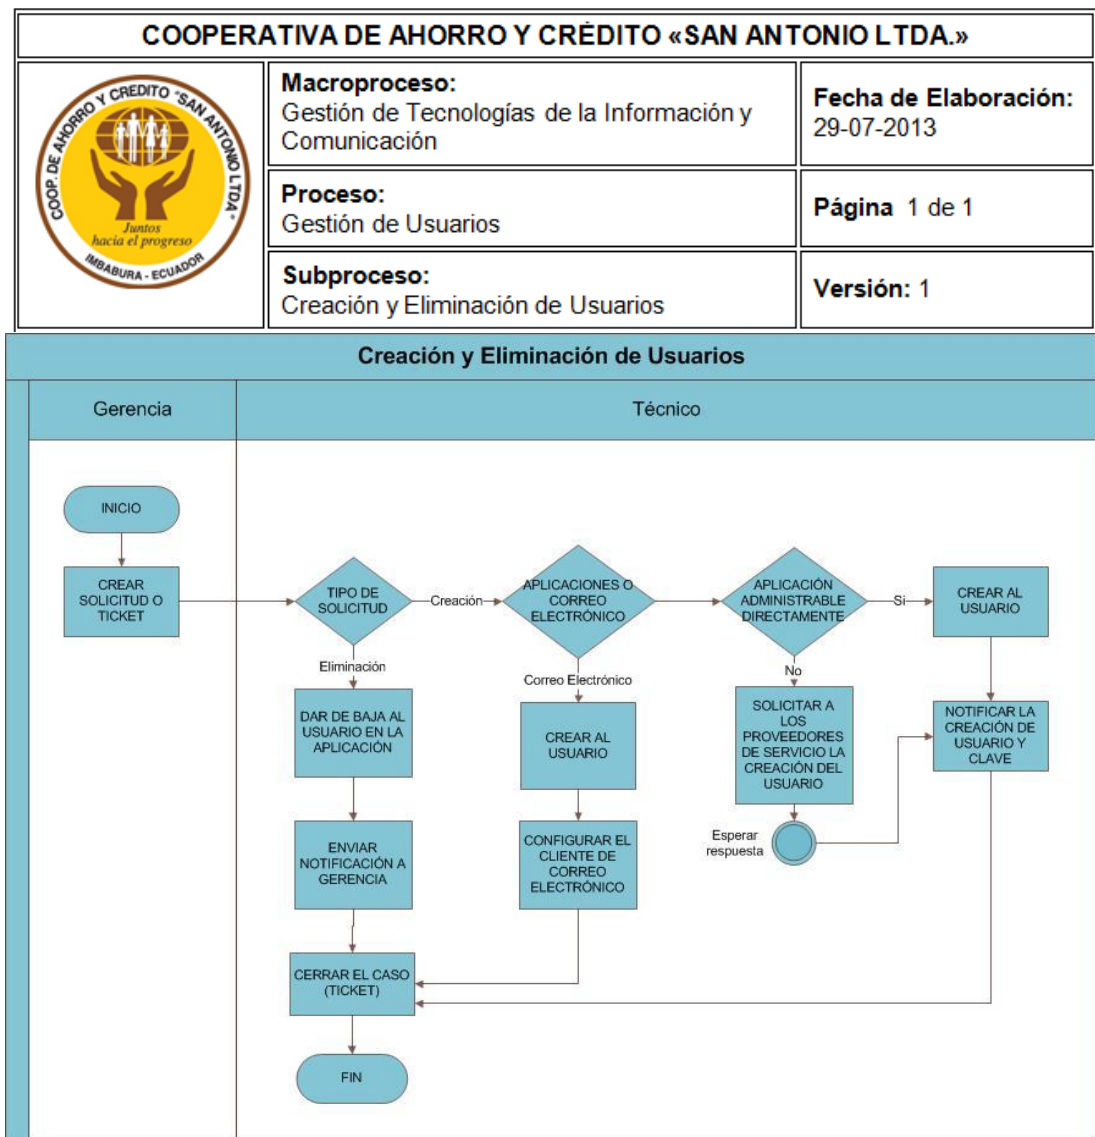 COOPERATIVA DE AHORRO Y CRÉDITO «SAN ANTONIO LTDA.»
COOP. DE AHORRO Y CREDITO "SAN ANTONIO LTDA"
Juntos
hacia el progreso
IMBABURA - ECUADOR
Macroproceso:
Gestión de Tecnologías de la Información y
Comunicación
Fecha de Elaboración:
29-07-2013
Proceso:
Gestión de Usuarios
Página 1 de 1
Subproceso:
Creación y Eliminación de Usuarios
Versión: 1
Creación y Eliminación de Usuarios
Gerencia
Técnico
INICIO
CREAR
SOLICITUD O
TICKET
TIPO DE
SOLICITUD
Creación
APLICACIONES O
CORREO
ELECTRÓNICO
APLICACIÓN
ADMINISTRABLE
DIRECTAMENTE
Si
CREAR AL
USUARIO
Eliminación
Correo Electrónico
No
DAR DE BAJA AL
USUARIO EN LA
APLICACIÓN
CREAR AL
USUARIO
SOLICITAR A
LOS
PROVEEDORES
DE SERVICIO LA
CREACIÓN DEL
USUARIO
NOTIFICAR LA
CREACIÓN DE
USUARIO Y
CLAVE
ENVIAR
NOTIFICACIÓN A
GERENCIA
CONFIGURAR EL
CLIENTE DE
CORREO
ELECTRÓNICO
Esperar
respuesta
CERRAR EL CASO
(TICKET)
FIN